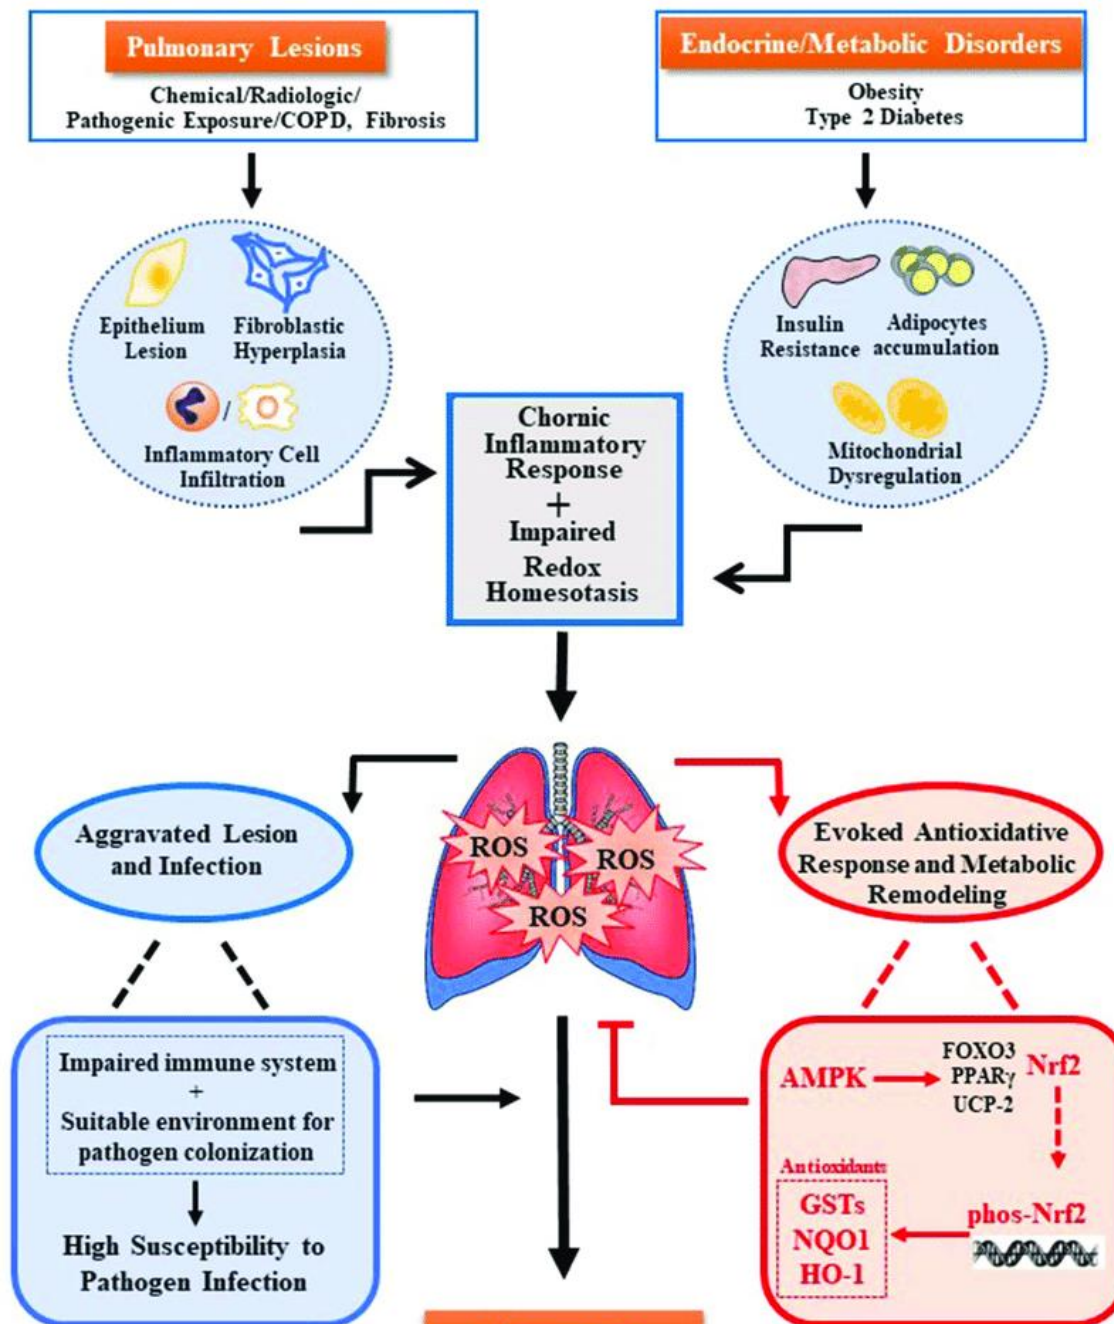 Pulmonary Lesions
Chemical/Radiologic/
Pathogenic Exposure/COPD, Fibrosis
Endocrine/Metabolic Disorders
Obesity
Type 2 Diabetes
Epithelium
Lesion
Fibroblastic
Hyperplasia
/
Inflammatory Cell
Infiltration
Insulin
Resistance
Adipocytes
accumulation
Mitochondrial
Dysregulation
Chornic
Inflammatory
Response
+
Impaired
Redox
Homesotasis
Aggravated Lesion
and Infection
ROS
ROS
ROS
Evoked Antioxidative
Response and Metabolic
Remodeling
Impaired immune system
+
Suitable environment for
pathogen colonization
High Susceptibility to
Pathogen Infection
AMPK
FOXO3
PPARγ
UCP-2
Nrf2
phos-Nrf2
Antioxidants
GSTs
NQO1
HO-1